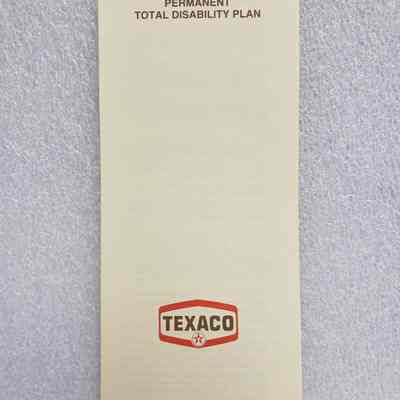 PERMANENT
TOTAL DISABILITY PLAN
TEXACO